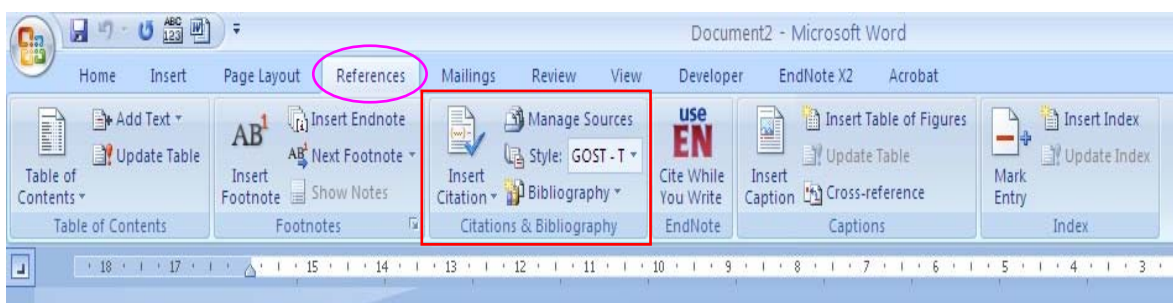 ABC
123
Document2 - Microsoft Word
Home Insert Page Layout References Mailings Review View Developer EndNote X2 Acrobat
Table of
Contents
Add Text
Update Table
Table of Contents
AB1
Insert
Footnote
Insert Endnote
AB1 Next Footnote
Show Notes
Footnotes
Insert
Citation
Manage Sources
Style: GOST - T
Bibliography
Citations & Bibliography
use
EN
Cite While
You Write
EndNote
Insert
Caption
Insert Table of Figures
Update Table
Cross-reference
Captions
Mark
Entry
Insert Index
Update Index
Index
18 17 15 14 13 12 11 10 9 8 7 6 5 4 3